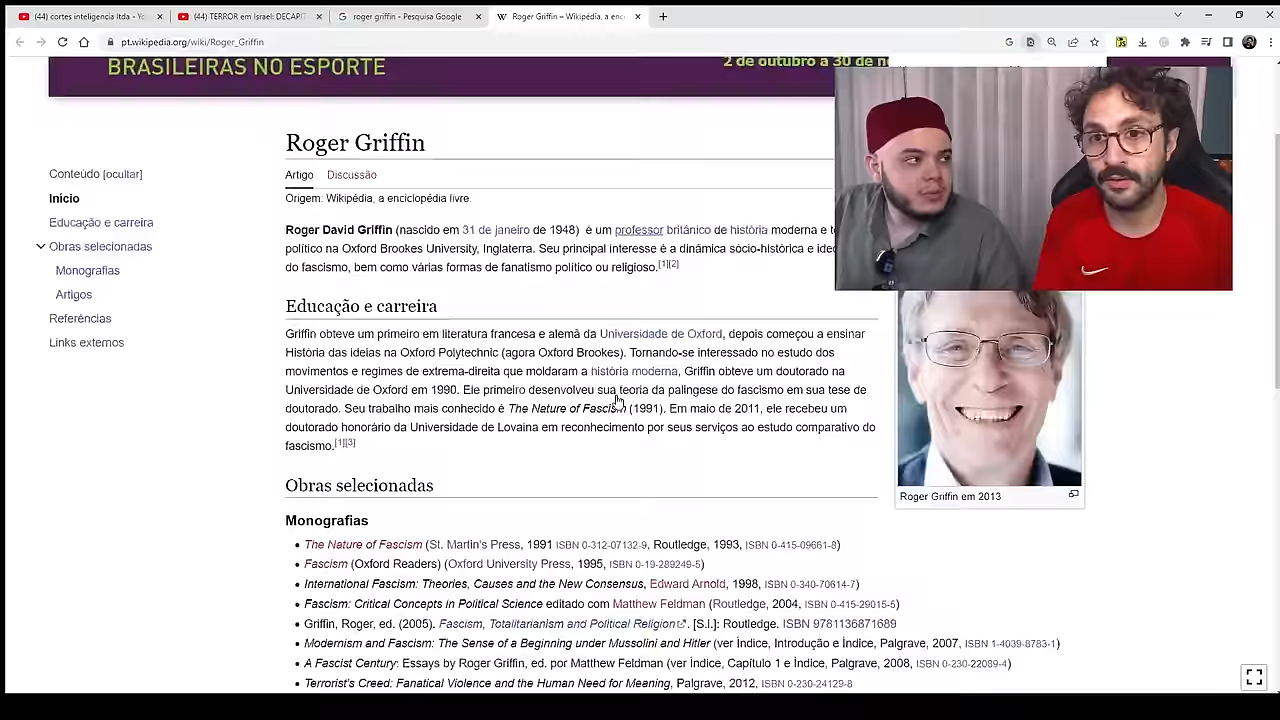 (44) cortes inteligencia ltda - Yo
(44) TERROR em Israel: DECAPIT
roger griffin - Pesquisa Google
Roger Griffin – Wikipédia, a enci
pt.wikipedia.org/wiki/Roger_Griffin
BRASILEIRAS NO ESPORTE
2 de outubro a 30 de no
Roger Griffin
Conteúdo [ocultar]
Início
Educação e carreira
Obras selecionadas
Monografias
Artigos
Referências
Links externos
Artigo Discussão
Origem: Wikipédia, a enciclopédia livre.
Roger David Griffin (nascido em 31 de janeiro de 1948) é um professor britânico de história moderna e te
político na Oxford Brookes University, Inglaterra. Seu principal interesse é a dinâmica sócio-histórica e ideo
do fascismo, bem como várias formas de fanatismo político ou religioso.[1][2]
Educação e carreira
Griffin obteve um primeiro em literatura francesa e alemã da Universidade de Oxford, depois começou a ensinar
História das ideias na Oxford Polytechnic (agora Oxford Brookes). Tornando-se interessado no estudo dos
movimentos e regimes de extrema-direita que moldaram a história moderna, Griffin obteve um doutorado na
Universidade de Oxford em 1990. Ele primeiro desenvolveu sua teoria da palingese do fascismo em sua tese de
doutorado. Seu trabalho mais conhecido é The Nature of Fascism (1991). Em maio de 2011, ele recebeu um
doutorado honorário da Universidade de Lovaina em reconhecimento por seus serviços ao estudo comparativo do
fascismo.[1][3]
Roger Griffin em 2013
Obras selecionadas
Monografias
• The Nature of Fascism (St. Martin's Press, 1991 ISBN 0-312-07132-9, Routledge, 1993, ISBN 0-415-09661-8)
• Fascism (Oxford Readers) (Oxford University Press, 1995, ISBN 0-19-289249-5)
• International Fascism: Theories, Causes and the New Consensus, Edward Arnold, 1998, ISBN 0-340-70614-7)
• Fascism: Critical Concepts in Political Science editado com Matthew Feldman (Routledge, 2004, ISBN 0-415-29015-5)
• Griffin, Roger, ed. (2005). Fascism, Totalitarianism and Political Religion. [S.l.]: Routledge. ISBN 9781136871689
• Modernism and Fascism: The Sense of a Beginning under Mussolini and Hitler (ver Índice, Introdução e Índice, Palgrave, 2007, ISBN 1-4039-8783-1)
• A Fascist Century: Essays by Roger Griffin, ed. por Matthew Feldman (ver Índice, Capítulo 1 e Índice, Palgrave, 2008, ISBN 0-230-22089-4)
• Terrorist's Creed: Fanatical Violence and the Human Need for Meaning, Palgrave, 2012, ISBN 0-230-24129-8